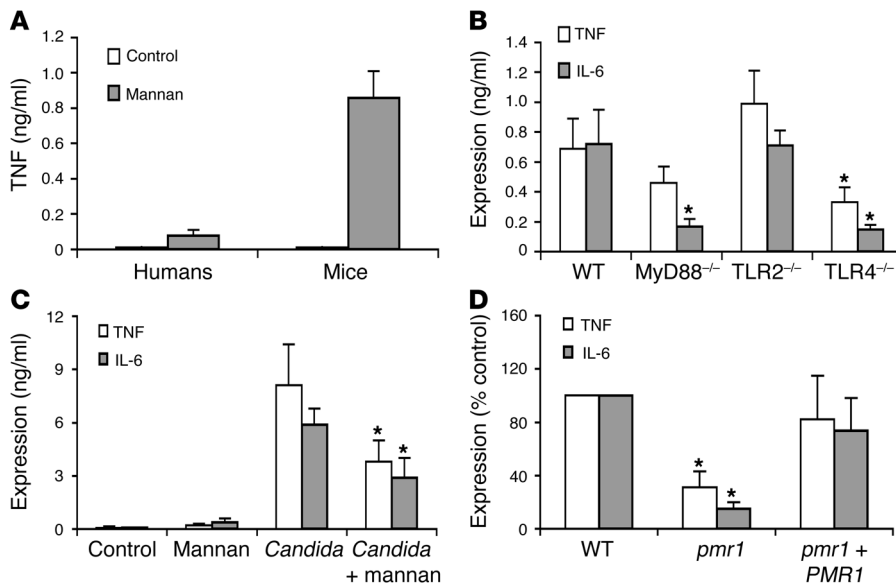 A
TNF (ng/ml)
1.2
1.0
0.8
0.6
0.4
0.2
0
Control
Mannan
Humans Mice
B
Expression (ng/ml)
1.4
1.2
1.0
0.8
0.6
0.4
0.2
0
TNF
IL-6
* * *
WT MyD88–/– TLR2–/– TLR4–/–
C
Expression (ng/ml)
12
9
6
3
0
TNF
IL-6
* *
Control Mannan Candida Candida
+ mannan
D
Expression (% control)
160
120
80
40
0
TNF
IL-6
* *
WT pmr1 pmr1 +
PMR1